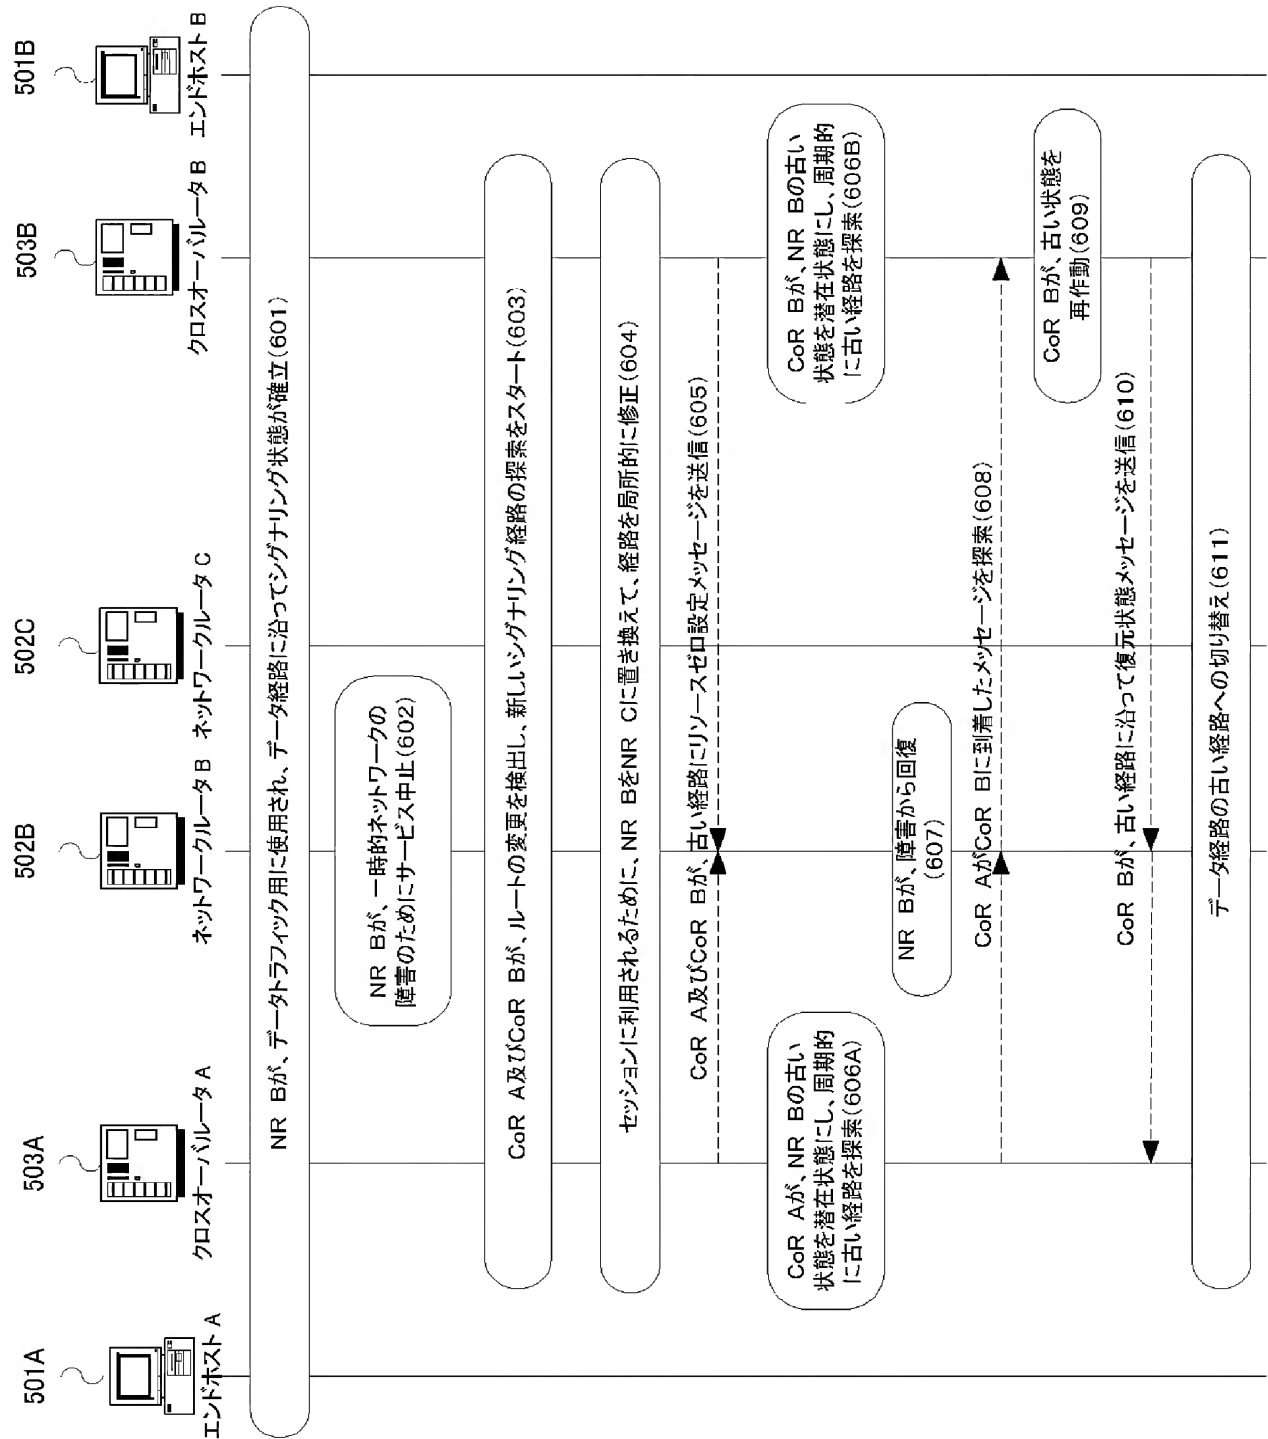 501A
503A
502B
502C
503B
501B
エンドホスト A
クロスオーバルータ A
ネットワークルータ B
ネットワークルータ C
クロスオーバルータ B
エンドホスト B
NR Bが、データトラフィック用に使用され、データ経路に沿ってシグナリング状態が確立(601)
NR Bが、一時的ネットワークの
障害のためにサービス中止(602)
CoR A及びCoR Bが、ルートの変更を検出し、新しいシグナリング経路の探索をスタート(603)
セッションに利用されるために、NR BをNR Cに置き換えて、経路を局所的に修正(604)
CoR A及びCoR Bが、古い経路にリソースゼロ設定メッセージを送信(605)
CoR Aが、NR Bの古い
状態を潜在状態にし、周期的
に古い経路を探索(606A)
CoR Bが、NR Bの古い
状態を潜在状態にし、周期的
に古い経路を探索(606B)
NR Bが、障害から回復
(607)
CoR AがCoR Bに到着したメッセージを探索(608)
CoR Bが、古い状態を
再作動(609)
CoR Bが、古い経路に沿って復元状態メッセージを送信(610)
データ経路の古い経路への切り替え(611)